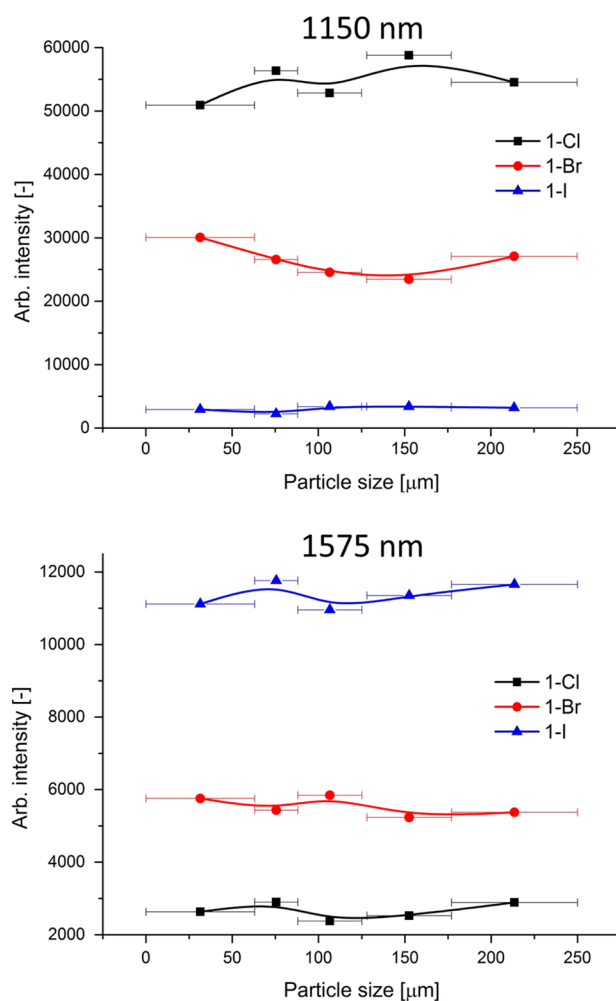 1150 nm
60000
50000
40000
30000
20000
10000
0
Arb. intensity [-]
1-Cl
1-Br
1-I
0 50 100 150 200 250
Particle size [μm]
1575 nm
12000
10000
8000
6000
4000
2000
Arb. intensity [-]
1-Cl
1-Br
1-I
0 50 100 150 200 250
Particle size [μm]